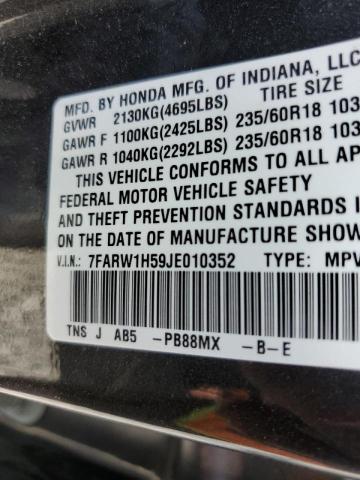 MFD. BY HONDA MFG. OF INDIANA, LLC
GVWR 2130KG(4695LBS) TIRE SIZE
GAWR F 1100KG(2425LBS) 235/60R18 103
GAWR R 1040KG(2292LBS) 235/60R18 103
THIS VEHICLE CONFORMS TO ALL AP
FEDERAL MOTOR VEHICLE SAFETY
AND THEFT PREVENTION STANDARDS I
ON THE DATE OF MANUFACTURE SHOW
V.I.N.: 7FARW1H59JE010352 TYPE: MPV
TNS J AB5 -PB88MX -B-E